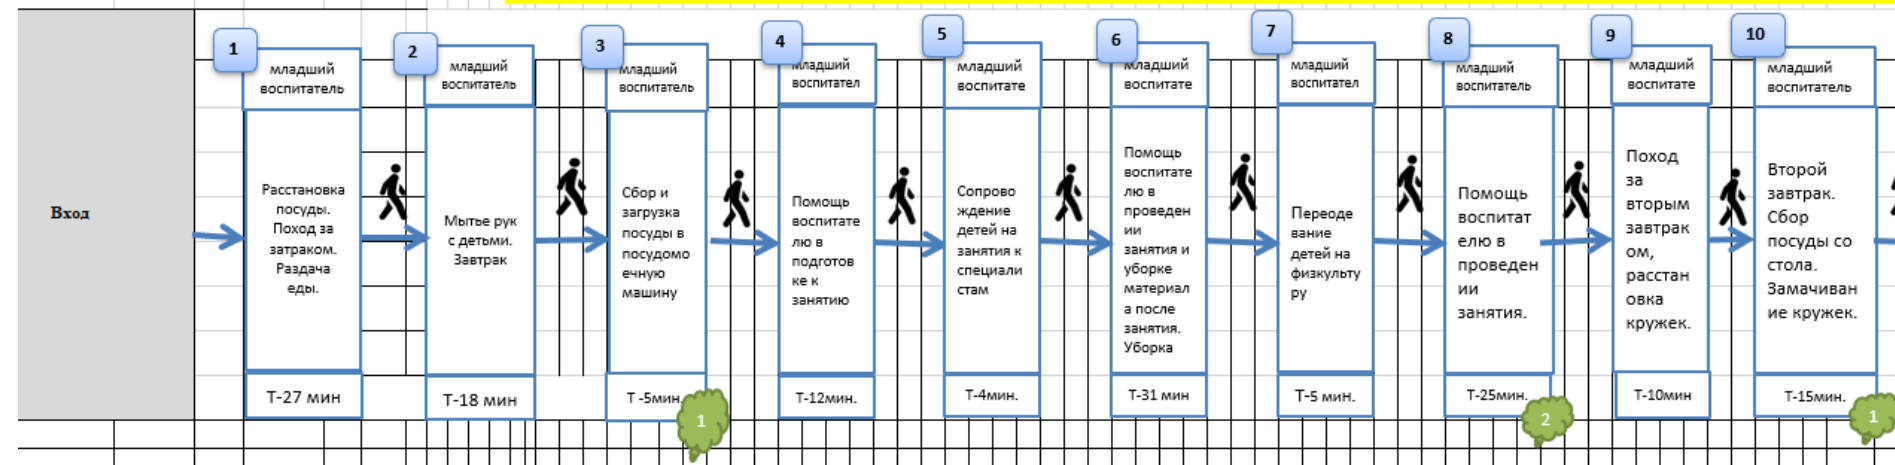 Вход
1
младший
воспитатель
Расстановка
посуды.
Поход за
затраком.
Раздача
еды.
Т-27 мин
2
младший
воспитатель
Мытье рук
с детьми.
Завтрак
Т-18 мин
3
младший
воспитатель
Сбор и
загрузка
посуды в
посудомо
ечную
машину
Т -5мин.
1
4
младший
воспитател
Помощь
воспитате
лю в
подготов
ке к
занятию
Т-12мин.
5
младший
воспитате
Сопрово
ждение
детей на
занятия к
специали
стам
Т-4мин.
6
младший
воспитате
Помощь
воспитате
лю в
проведен
ии
занятия и
уборке
материал
а после
занятия.
Уборка
Т-31 мин
7
младший
воспитател
Переоде
вание
детей на
физкульту
ру
Т-5 мин.
8
младший
воспитатель
Помощь
воспитат
елю в
проведен
ии
занятия.
Т-25мин.
2
9
младший
воспитате
Поход
за
вторым
завтрак
ом,
расстан
овка
кружек.
Т-10мин
10
младший
воспитатель
Второй
завтрак.
Сбор
посуды со
стола.
Замачиван
ие кружек.
Т-15мин.
1